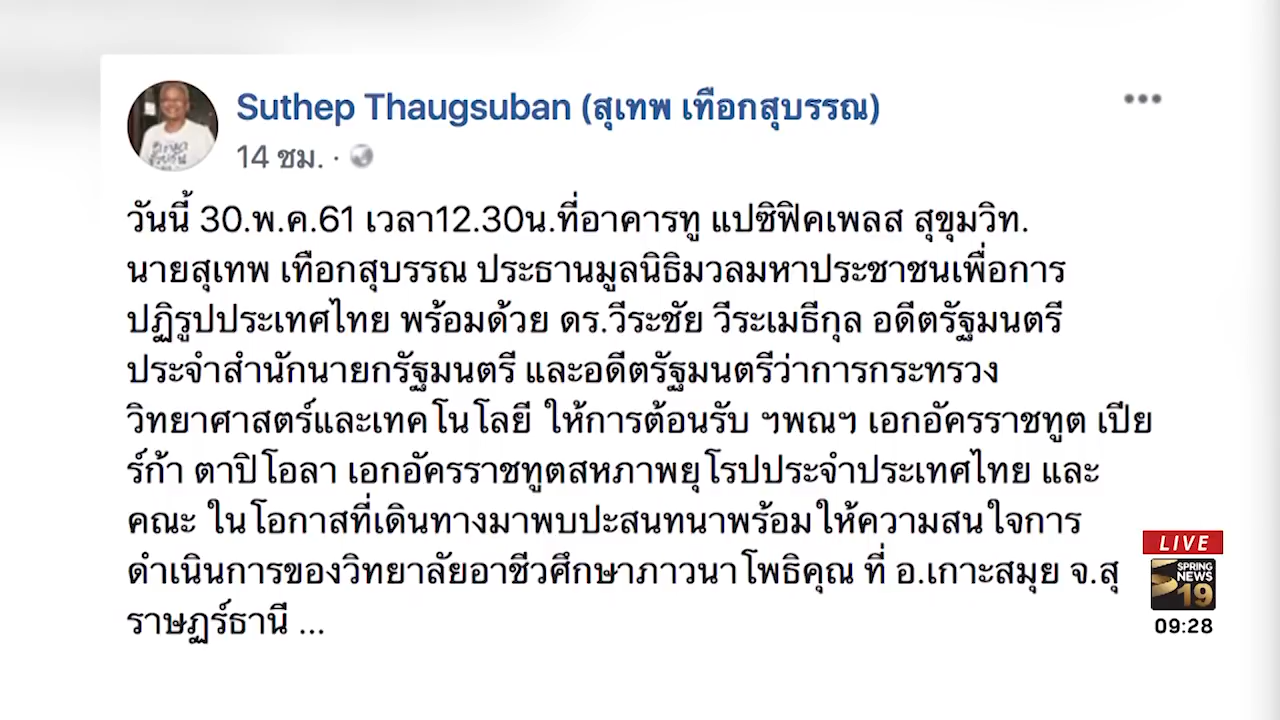 Suthep Thaugsuban (สุเทพ เทือกสุบรรณ)
14 ชม. ·
วันนี้ 30.พ.ค.61 เวลา12.30น.ที่อาคารทู แปซิฟิคเพลส สุขุมวิท.
นายสุเทพ เทือกสุบรรณ ประธานมูลนิธิมวลมหาประชาชนเพื่อการ
ปฏิรูปประเทศไทย พร้อมด้วย ดร.วีระชัย วีระเมธีกุล อดีตรัฐมนตรี
ประจำสำนักนายกรัฐมนตรี และอดีตรัฐมนตรีว่าการกระทรวง
วิทยาศาสตร์และเทคโนโลยี ให้การต้อนรับ ฯพณฯ เอกอัครราชทูต เปีย
ร์ก้า ตาปิโอลา เอกอัครราชทูตสหภาพยุโรปประจำประเทศไทย และ
คณะ ในโอกาสที่เดินทางมาพบปะสนทนาพร้อมให้ความสนใจการ
ดำเนินการของวิทยาลัยอาชีวศึกษาภาวนาโพธิคุณ ที่ อ.เกาะสมุย จ.สุ
ราษฏร์ธานี ...
LIVE
SPRING
NEWS
19
09:28